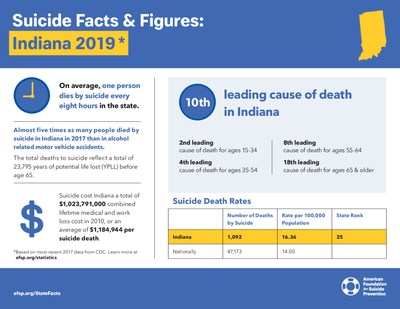 Suicide Facts & Figures:
Indiana 2019*
On average, one person
dies by suicide every
eight hours in the state.
Almost five times as many people died by
suicide in Indiana in 2017 than in alcohol
related motor vehicle accidents.
The total deaths to suicide reflect a total of
23,795 years of potential life lost (YPLL) before
age 65.
$
Suicide cost Indiana a total of
$1,023,791,000 combined
lifetime medical and work
loss cost in 2010, or an
average of $1,184,944 per
suicide death.
*Based on most recent 2017 data from CDC. Learn more at
afsp.org/statistics
10th
leading cause of death
in Indiana
2nd leading
cause of death for ages 15-34
8th leading
cause of death for ages 55-64
4th leading
cause of death for ages 35-54
18th leading
cause of death for ages 65 & older
Suicide Death Rates
Number of Deaths
by Suicide
Rate per 100,000
Population
State Rank
Indiana 1,092 16.36 25
Nationally 47,173 14.00
afsp.org/StateFacts
American
Foundation
for Suicide
Prevention